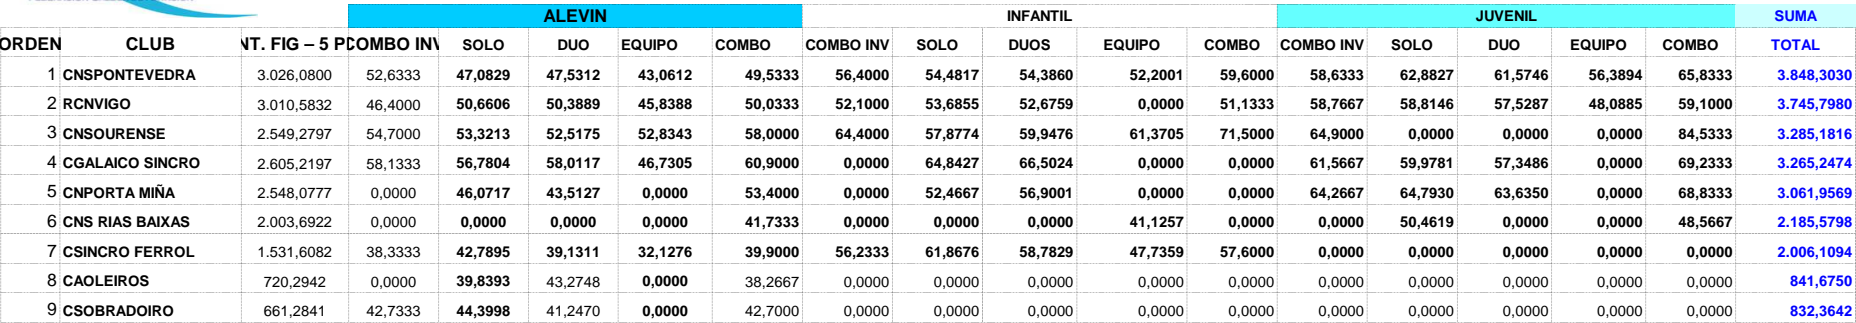 ALEVIN INFANTIL JUVENIL SUMA
ORDEN CLUB NT. FIG – 5 P COMBO INV SOLO DUO EQUIPO COMBO COMBO INV SOLO DUOS EQUIPO COMBO COMBO INV SOLO DUO EQUIPO COMBO TOTAL
1 CNSPONTEVEDRA 3.026,0800 52,6333 47,0829 47,5312 43,0612 49,5333 56,4000 54,4817 54,3860 52,2001 59,6000 58,6333 62,8827 61,5746 56,3894 65,8333 3.848,3030
2 RCNVIGO 3.010,5832 46,4000 50,6606 50,3889 45,8388 50,0333 52,1000 53,6855 52,6759 0,0000 51,1333 58,7667 58,8146 57,5287 48,0885 59,1000 3.745,7980
3 CNSOURENSE 2.549,2797 54,7000 53,3213 52,5175 52,8343 58,0000 64,4000 57,8774 59,9476 61,3705 71,5000 64,9000 0,0000 0,0000 0,0000 84,5333 3.285,1816
4 CGALAICO SINCRO 2.605,2197 58,1333 56,7804 58,0117 46,7305 60,9000 0,0000 64,8427 66,5024 0,0000 0,0000 61,5667 59,9781 57,3486 0,0000 69,2333 3.265,2474
5 CNPORTA MIÑA 2.548,0777 0,0000 46,0717 43,5127 0,0000 53,4000 0,0000 52,4667 56,9001 0,0000 0,0000 64,2667 64,7930 63,6350 0,0000 68,8333 3.061,9569
6 CNS RIAS BAIXAS 2.003,6922 0,0000 0,0000 0,0000 0,0000 41,7333 0,0000 0,0000 0,0000 41,1257 0,0000 0,0000 50,4619 0,0000 0,0000 48,5667 2.185,5798
7 CSINCRO FERROL 1.531,6082 38,3333 42,7895 39,1311 32,1276 39,9000 56,2333 61,8676 58,7829 47,7359 57,6000 0,0000 0,0000 0,0000 0,0000 0,0000 2.006,1094
8 CAOLEIROS 720,2942 0,0000 39,8393 43,2748 0,0000 38,2667 0,0000 0,0000 0,0000 0,0000 0,0000 0,0000 0,0000 0,0000 0,0000 0,0000 841,6750
9 CSOBRADOIRO 661,2841 42,7333 44,3998 41,2470 0,0000 42,7000 0,0000 0,0000 0,0000 0,0000 0,0000 0,0000 0,0000 0,0000 0,0000 0,0000 832,3642